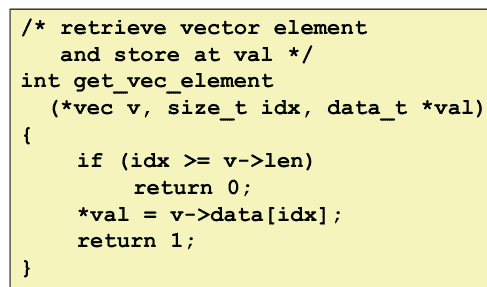 /* retrieve vector element
   and store at val */
int get_vec_element
  (*vec v, size_t idx, data_t *val)
{
    if (idx >= v->len)
        return 0;
    *val = v->data[idx];
    return 1;
}